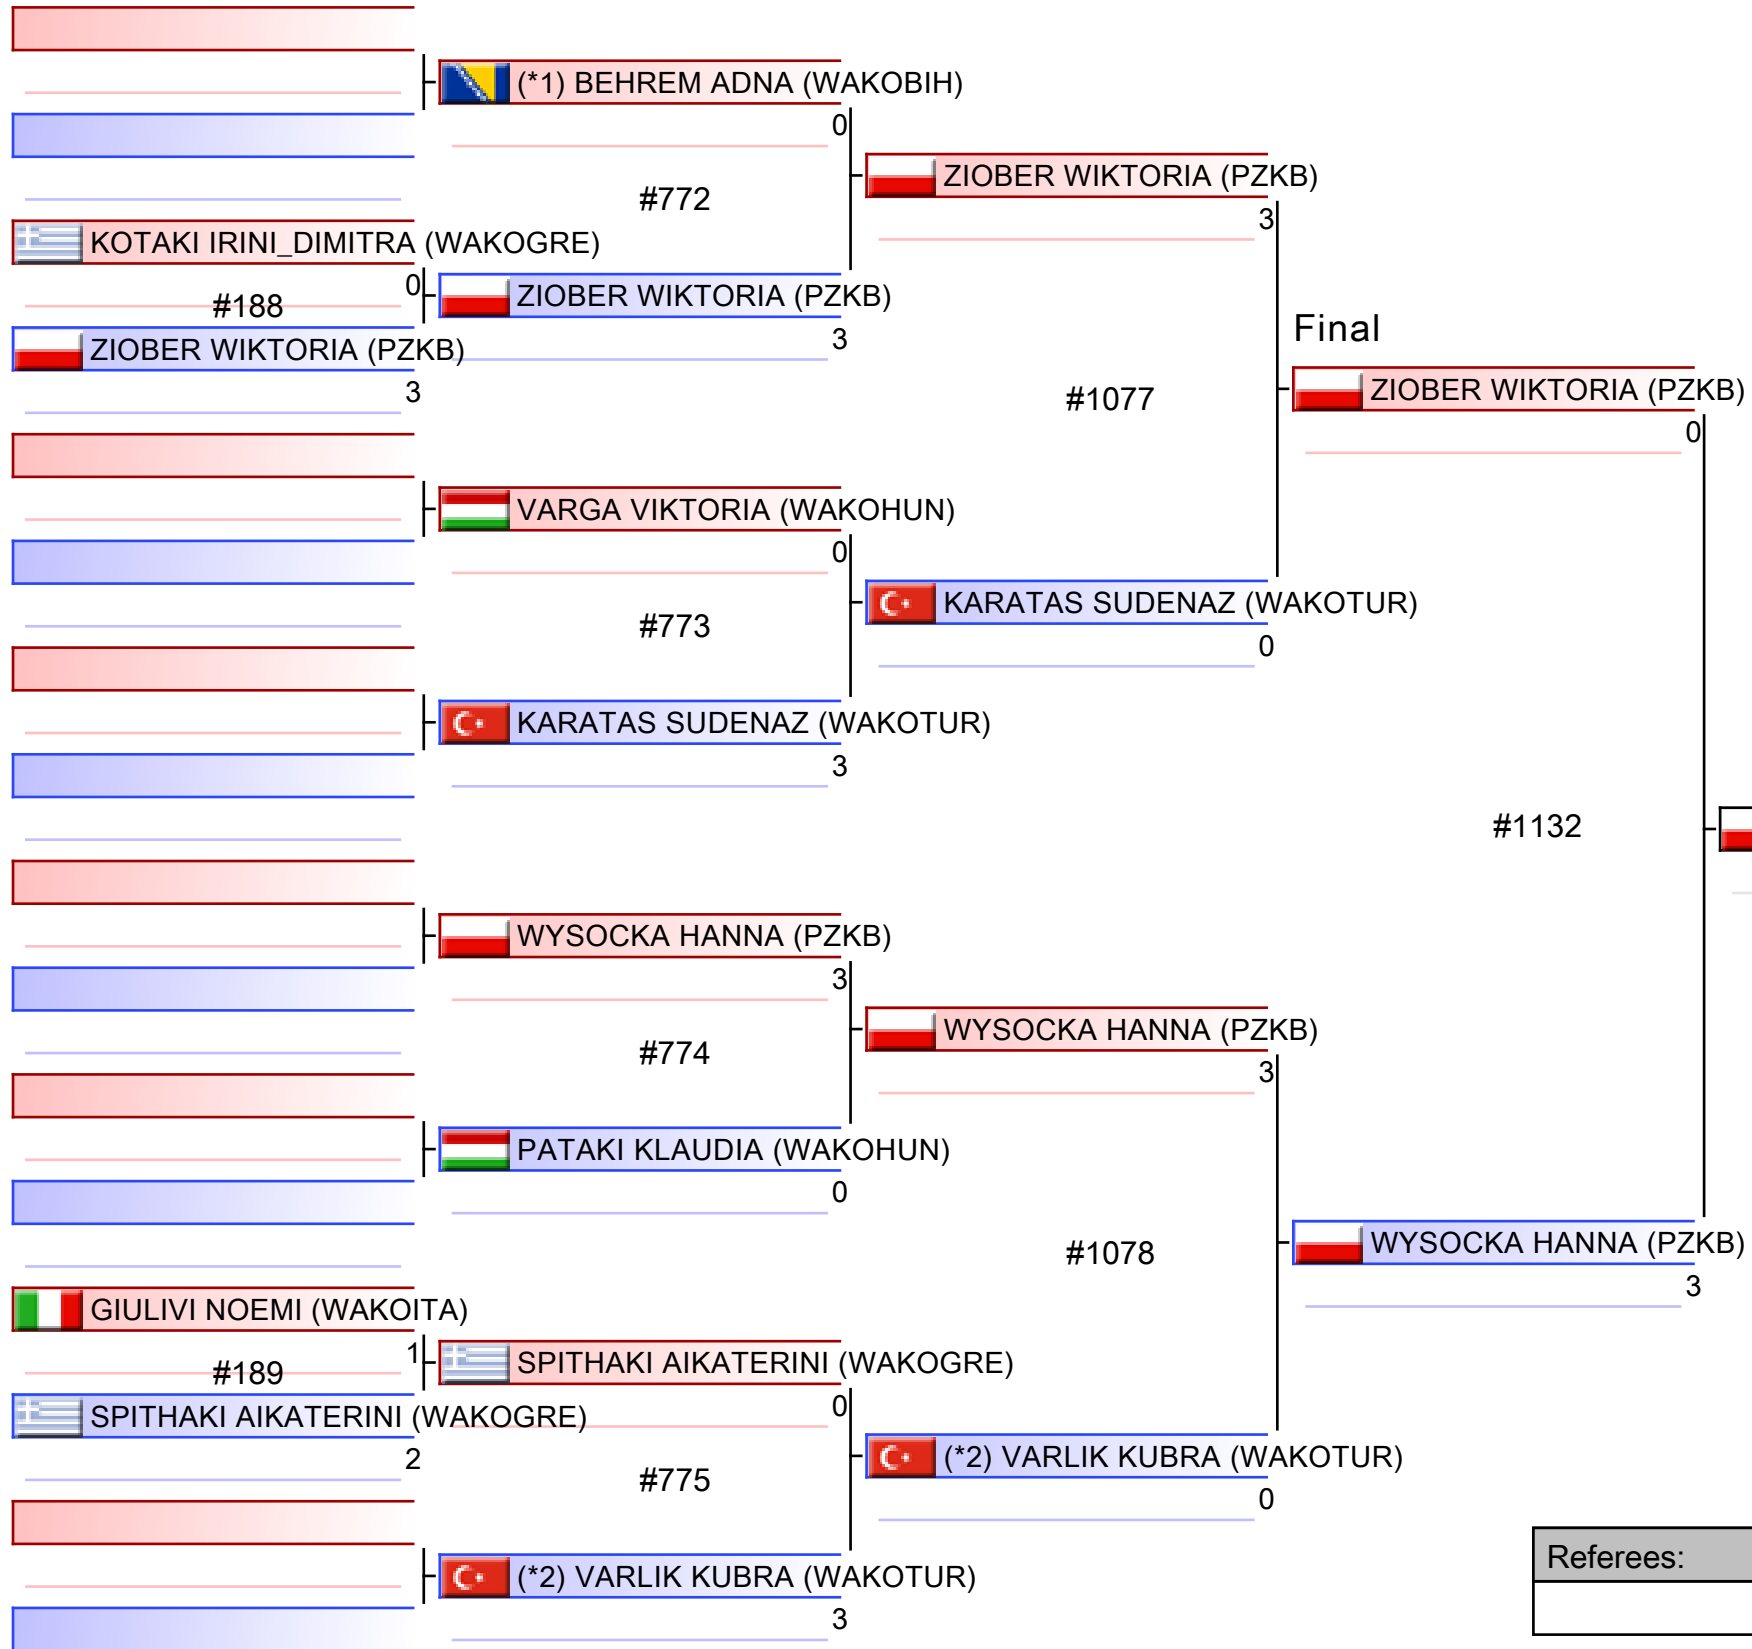 (*1) BEHREM ADNA (WAKOBIH)
0
ZIOBER WIKTORIA (PZKB)
3
#772
KOTAKI IRINI_DIMITRA (WAKOGRE)
0
#188
ZIOBER WIKTORIA (PZKB)
3
ZIOBER WIKTORIA (PZKB)
3
Final
ZIOBER WIKTORIA (PZKB)
0
#1077
VARGA VIKTORIA (WAKOHUN)
0
KARATAS SUDENAZ (WAKOTUR)
0
#773
KARATAS SUDENAZ (WAKOTUR)
3
#1132
WYSOCKA HANNA (PZKB)
3
WYSOCKA HANNA (PZKB)
3
#774
PATAKI KLAUDIA (WAKOHUN)
0
#1078
WYSOCKA HANNA (PZKB)
3
GIULIVI NOEMI (WAKOITA)
1
#189
SPITHAKI AIKATERINI (WAKOGRE)
2
SPITHAKI AIKATERINI (WAKOGRE)
0
(*2) VARLIK KUBRA (WAKOTUR)
0
#775
(*2) VARLIK KUBRA (WAKOTUR)
3
Referees: